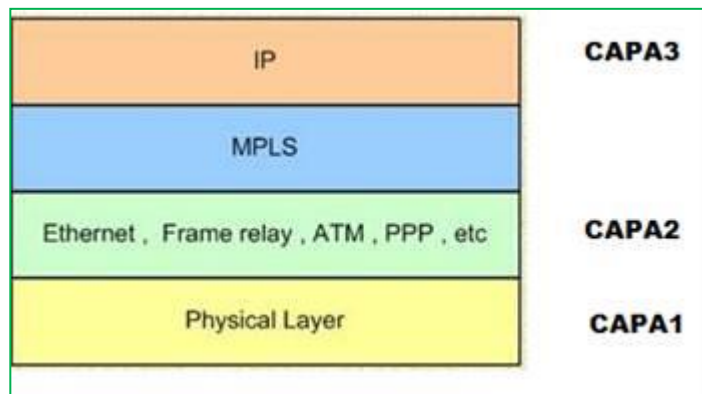 IP CAPA3
MPLS
Ethernet , Frame relay , ATM , PPP , etc CAPA2
Physical Layer CAPA1